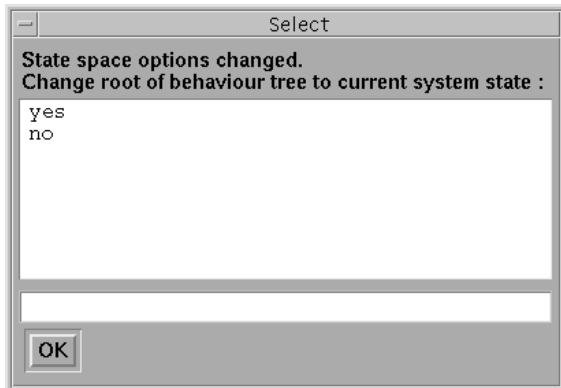 Select
State space options changed.
Change root of behaviour tree to current system state :
yes
no
OK